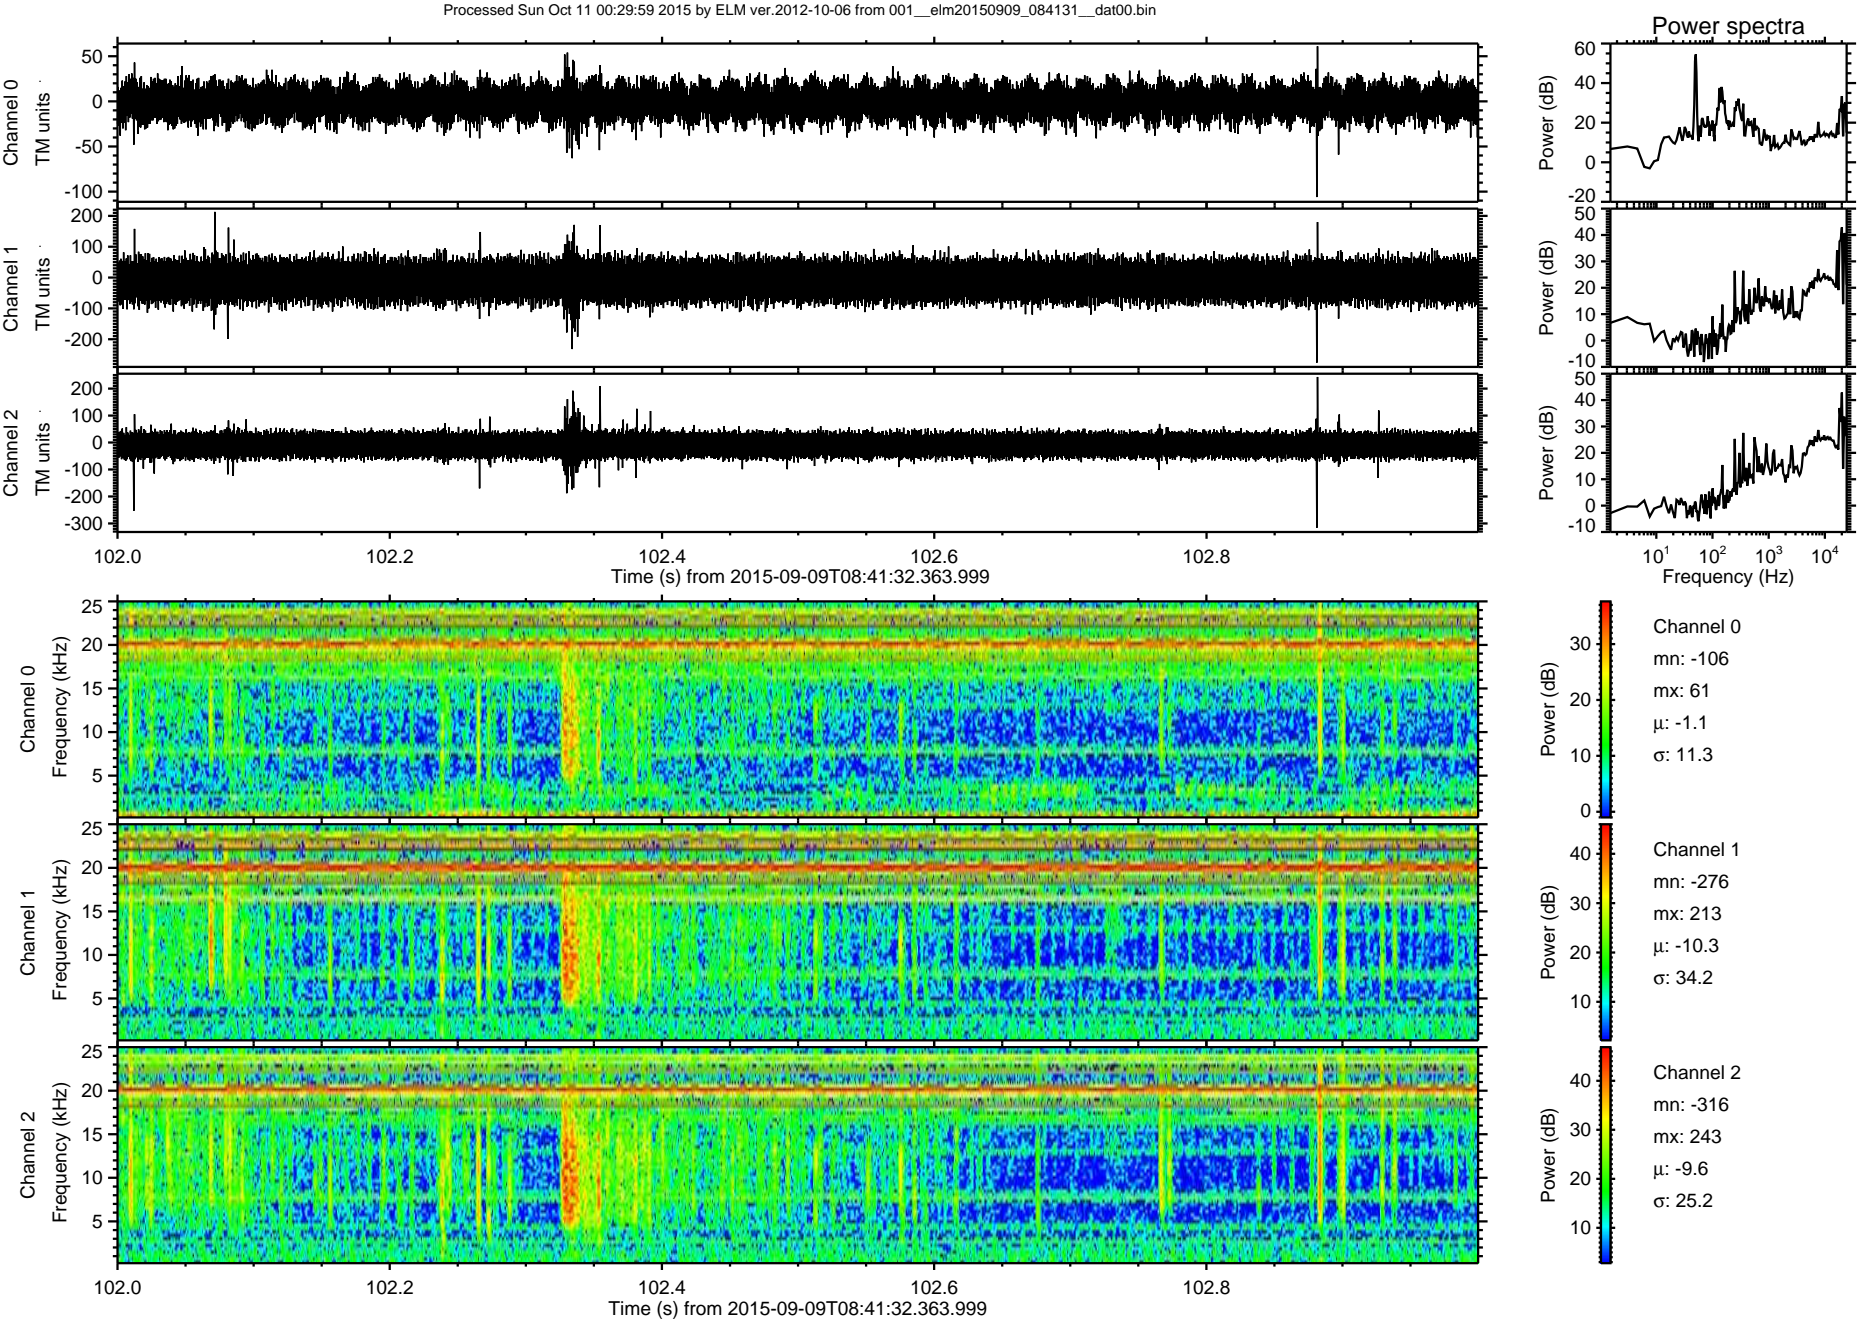 Processed Sun Oct 11 00:29:59 2015 by ELM ver.2012-10-06 from 001__elm20150909_084131__dat00.bin
Power spectra
Channel 0
TM units
50
0
-50
-100
Power (dB)
60
40
20
0
-20
Channel 1
TM units
200
100
0
-100
-200
Power (dB)
50
40
30
20
10
0
-10
Channel 2
TM units
200
100
0
-100
-200
-300
Power (dB)
50
40
30
20
10
0
-10
102.0 102.2 102.4 102.6 102.8
Time (s) from 2015-09-09T08:41:32.363.999
10¹ 10² 10³ 10⁴
Frequency (Hz)
Channel 0
Frequency (kHz)
25
20
15
10
5
Power (dB)
30
20
10
0
Channel 0
mn: -106
mx: 61
μ: -1.1
σ: 11.3
Channel 1
Frequency (kHz)
25
20
15
10
5
Power (dB)
40
30
20
10
Channel 1
mn: -276
mx: 213
μ: -10.3
σ: 34.2
Channel 2
Frequency (kHz)
25
20
15
10
5
Power (dB)
40
30
20
10
Channel 2
mn: -316
mx: 243
μ: -9.6
σ: 25.2
102.0 102.2 102.4 102.6 102.8
Time (s) from 2015-09-09T08:41:32.363.999